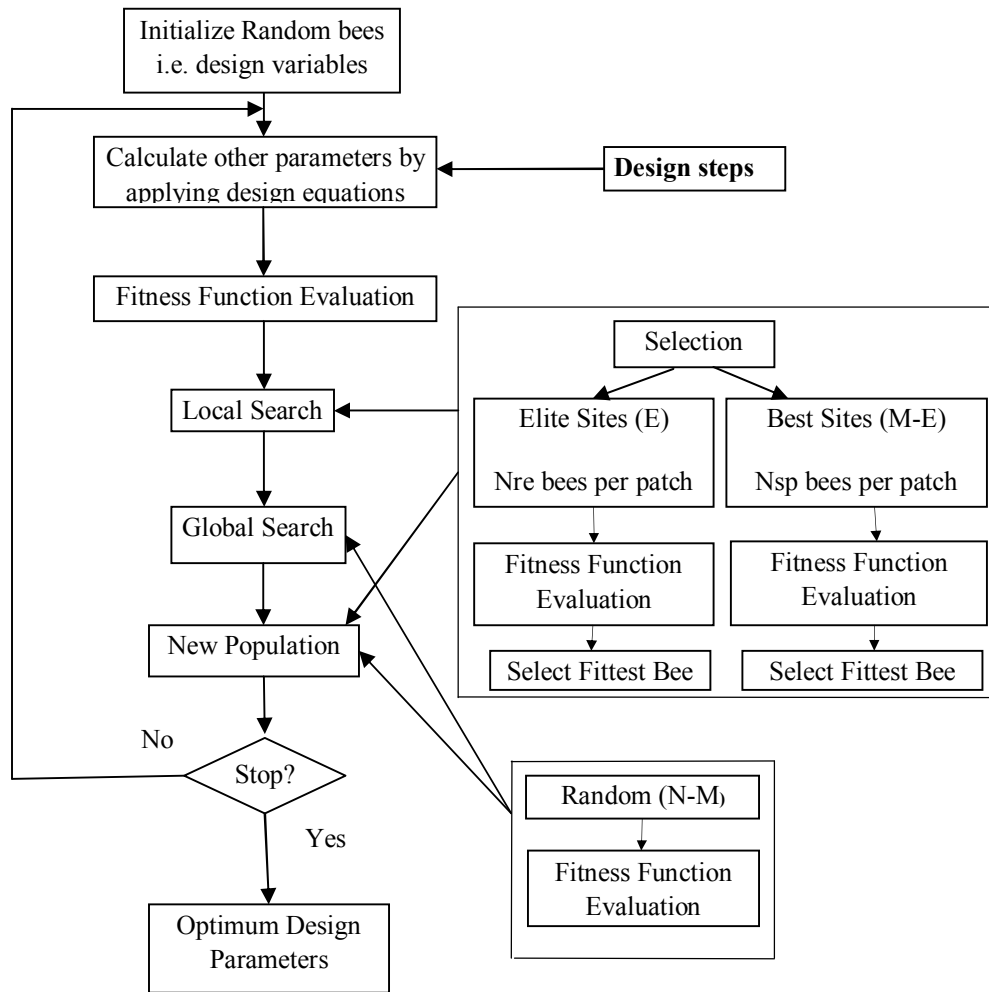 Initialize Random bees
i.e. design variables
Calculate other parameters by
applying design equations
Design steps
Fitness Function Evaluation
Selection
Local Search
Elite Sites (E)
Nre bees per patch
Best Sites (M-E)
Nsp bees per patch
Global Search
Fitness Function
Evaluation
Fitness Function
Evaluation
New Population
Select Fittest Bee
Select Fittest Bee
No
Stop?
Yes
Random (N-M)
Fitness Function
Evaluation
Optimum Design
Parameters